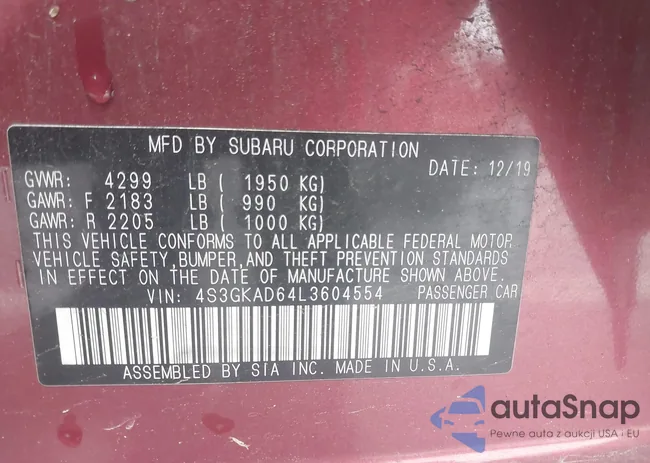 MFD BY SUBARU CORPORATION
DATE: 12/19
GVWR: 4299 LB ( 1950 KG)
GAWR: F 2183 LB ( 990 KG)
GAWR: R 2205 LB ( 1000 KG)
THIS VEHICLE CONFORMS TO ALL APPLICABLE FEDERAL MOTOR
VEHICLE SAFETY, BUMPER, AND THEFT PREVENTION STANDARDS
IN EFFECT ON THE DATE OF MANUFACTURE SHOWN ABOVE.
VIN: 4S3GKAD64L3604554 PASSENGER CAR
ASSEMBLED BY SIA INC. MADE IN U.S.A.
autaSnap
Pewne auta z aukcji USA i EU